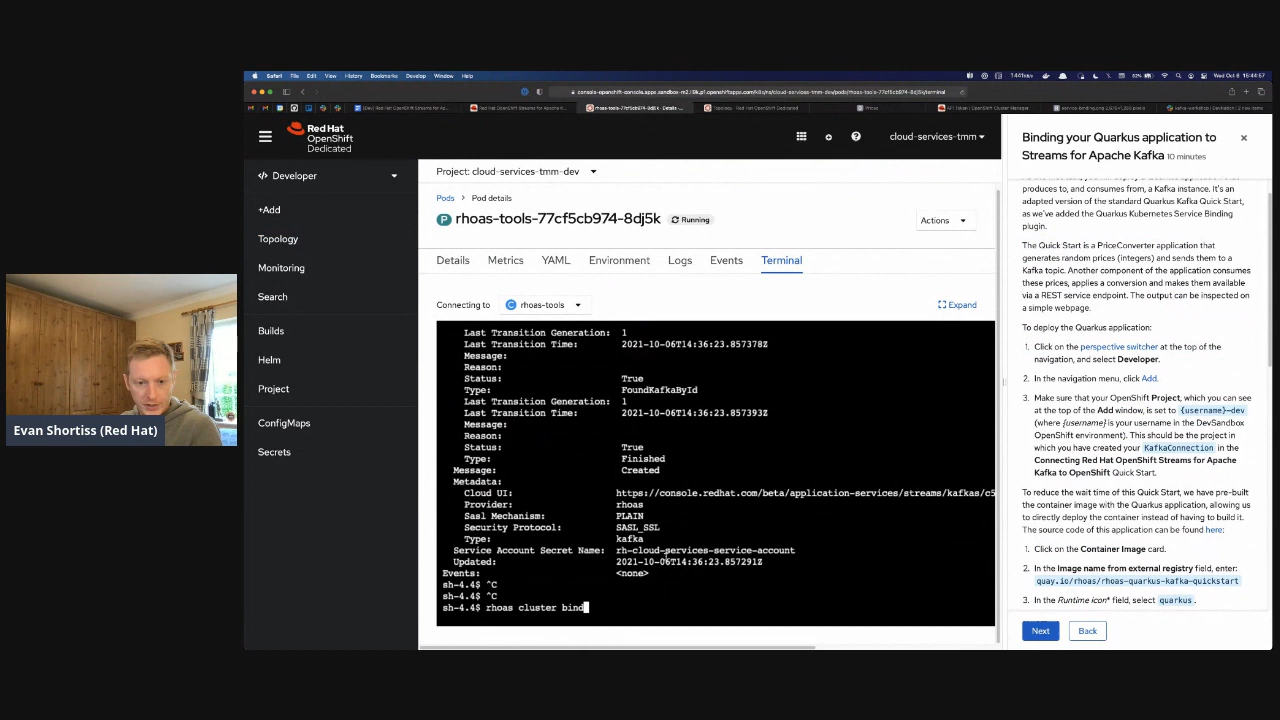 Safari File Edit View History Bookmarks Develop Window Help
Wed Oct 6 15:44:57
Red Hat
OpenShift
Dedicated
cloud-services-tmm
Developer
+Add
Topology
Monitoring
Search
Builds
Helm
Project
ConfigMaps
Secrets
Project: cloud-services-tmm-dev
Pods > Pod details
P rhoas-tools-77cf5cb974-8dj5k Running
Actions
Details Metrics YAML Environment Logs Events Terminal
Connecting to C rhoas-tools
Expand
Last Transition Generation: 1
Last Transition Time: 2021-10-06T14:36:23.857378Z
Message:
Reason:
Status: True
Type: FoundKafkaById
Last Transition Generation: 1
Last Transition Time: 2021-10-06T14:36:23.857393Z
Message:
Reason:
Status: True
Type: Finished
Message: Created
Metadata:
Cloud UI: https://console.redhat.com/beta/application-services/streams/kafkas/c5
Provider: rhoas
Sasl Mechanism: PLAIN
Security Protocol: SASL_SSL
Type: kafka
Service Account Secret Name: rh-cloud-services-service-account
Updated: 2021-10-06T14:36:23.857291Z
Events: <none>
sh-4.4$ ^C
sh-4.4$ ^C
sh-4.4$ rhoas cluster bind
Binding your Quarkus application to
Streams for Apache Kafka 10 minutes
produces to, and consumes from, a Kafka instance. It's an
adapted version of the standard Quarkus Kafka Quick Start,
as we've added the Quarkus Kubernetes Service Binding
plugin.
The Quick Start is a PriceConverter application that
generates random prices (integers) and sends them to a
Kafka topic. Another component of the application consumes
these prices, applies a conversion and makes them available
via a REST service endpoint. The output can be inspected on
a simple webpage.
To deploy the Quarkus application:
1. Click on the perspective switcher at the top of the
navigation, and select Developer.
2. In the navigation menu, click Add.
3. Make sure that your OpenShift Project, which you can see
at the top of the Add window, is set to {username}-dev
(where {username} is your username in the DevSandbox
OpenShift environment). This should be the project in
which you have created your KafkaConnection in the
Connecting Red Hat OpenShift Streams for Apache
Kafka to OpenShift Quick Start.
To reduce the wait time of this Quick Start, we have pre-built
the container image with the Quarkus application, allowing us
to directly deploy the container instead of having to build it.
The source code of this application can be found here:
1. Click on the Container Image card.
2. In the Image name from external registry field, enter:
quay.io/rhoas/rhoas-quarkus-kafka-quickstart
3. In the Runtime icon* field, select quarkus.
Next Back
Evan Shortiss (Red Hat)